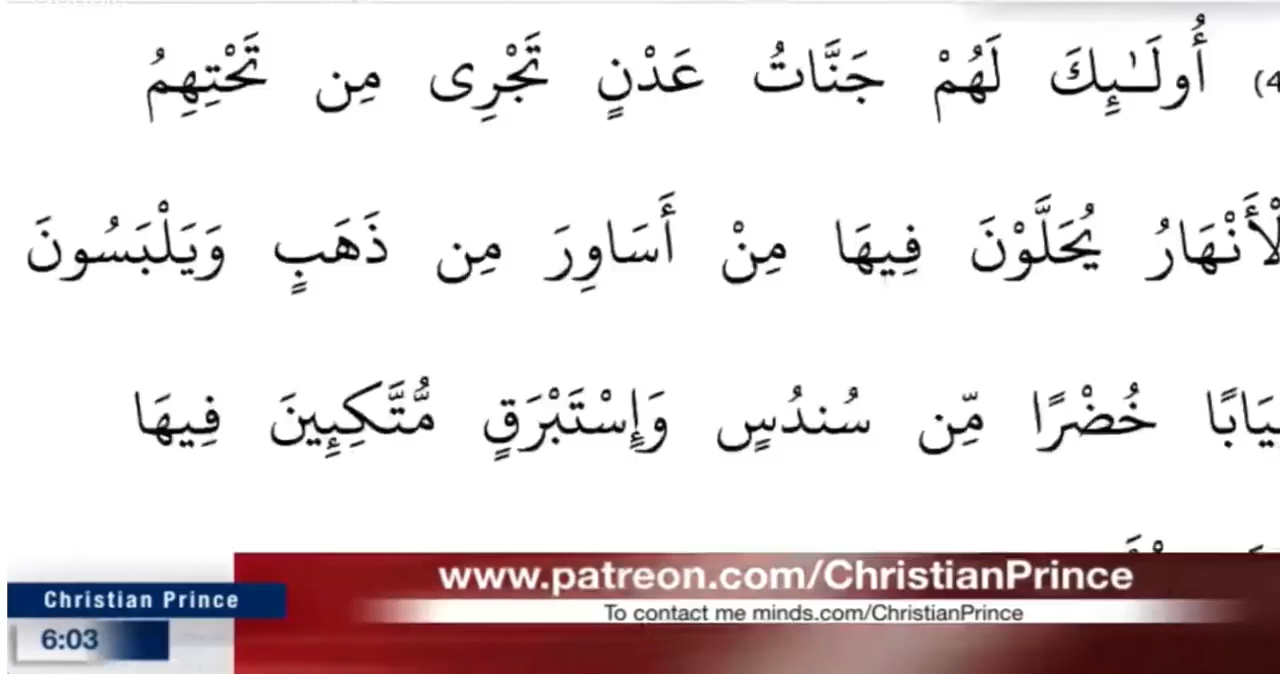 أُولَـٰئِكَ لَهُمْ جَنَّاتُ عَدْنٍ تَجْرِى مِن تَحْتِهِمُ
الْأَنْهَارُ يُحَلَّوْنَ فِيهَا مِنْ أَسَاوِرَ مِن ذَهَبٍ وَيَلْبَسُونَ
خُضْرًا مِّن سُندُسٍ وَإِسْتَبْرَقٍ مُّتَّكِئِينَ فِيهَا
www.patreon.com/ChristianPrince
Christian Prince
To contact me minds.com/ChristianPrince
6:03